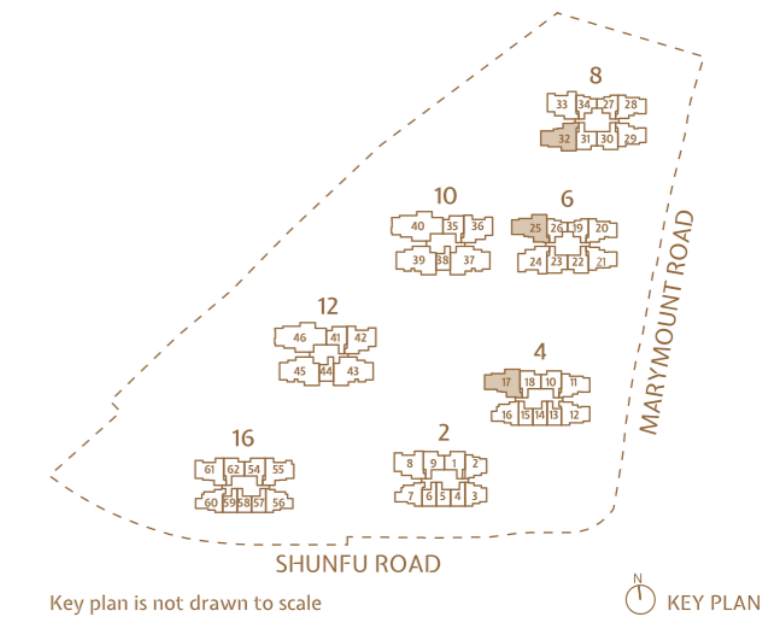 8
33 34 27 28
32 31 30 29
10
6
40 35 36
25 26 19 20
39 38 37
24 23 22 21
MARYMOUNT ROAD
12
46 41 42
45 44 43
4
17 18 10 11
16 15 14 13 12
16
2
61 62 54 55
8 9 1 2
60 59 58 57 56
7 6 5 4 3
SHUNFU ROAD
Key plan is not drawn to scale
N
KEY PLAN